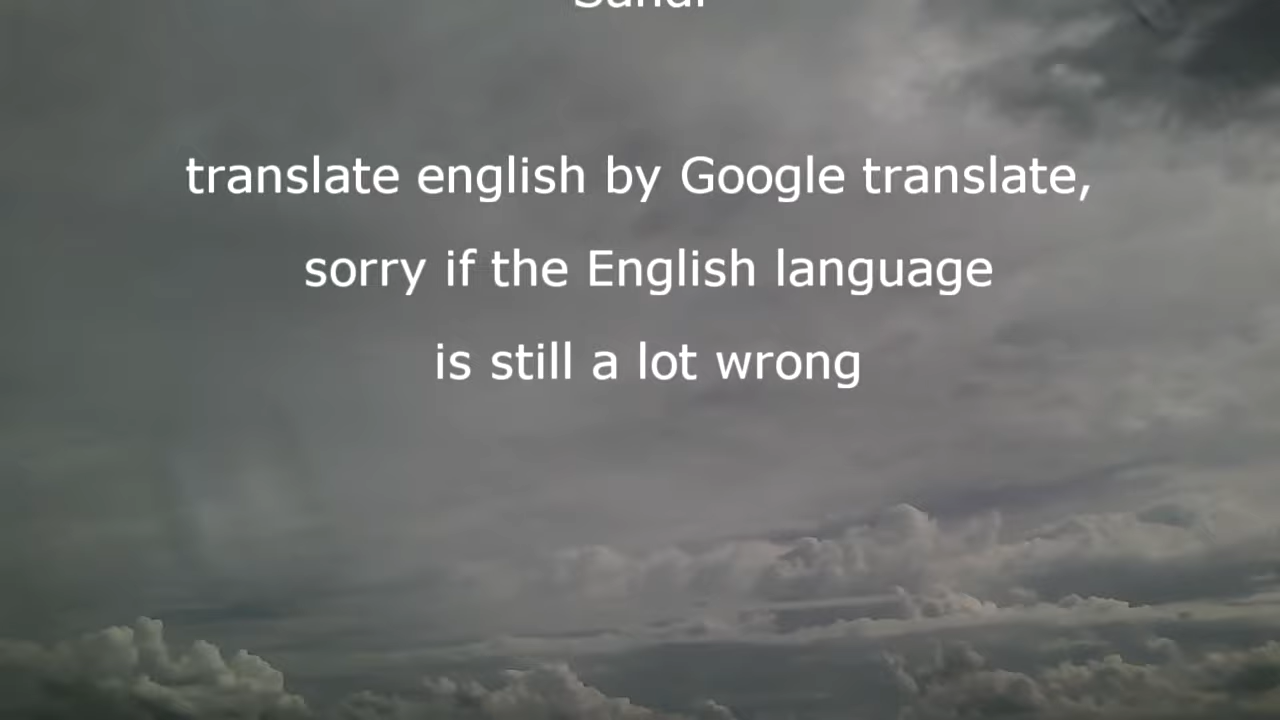 translate english by Google translate,
sorry if the English language
is still a lot wrong